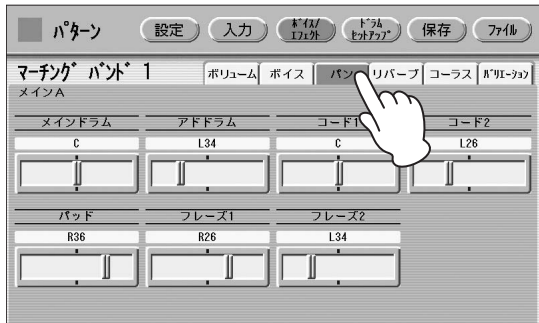 パターン 設定 入力 ボイス/エフェクト ドラムセットアップ 保存 ファイル
マーチング バンド 1 ボリューム ボイス パン リバーブ コーラス バリエーション
メインA
メインドラム アドドラム コード1 コード2
C L34 C L26
パッド フレーズ1 フレーズ2
R36 R26 L34